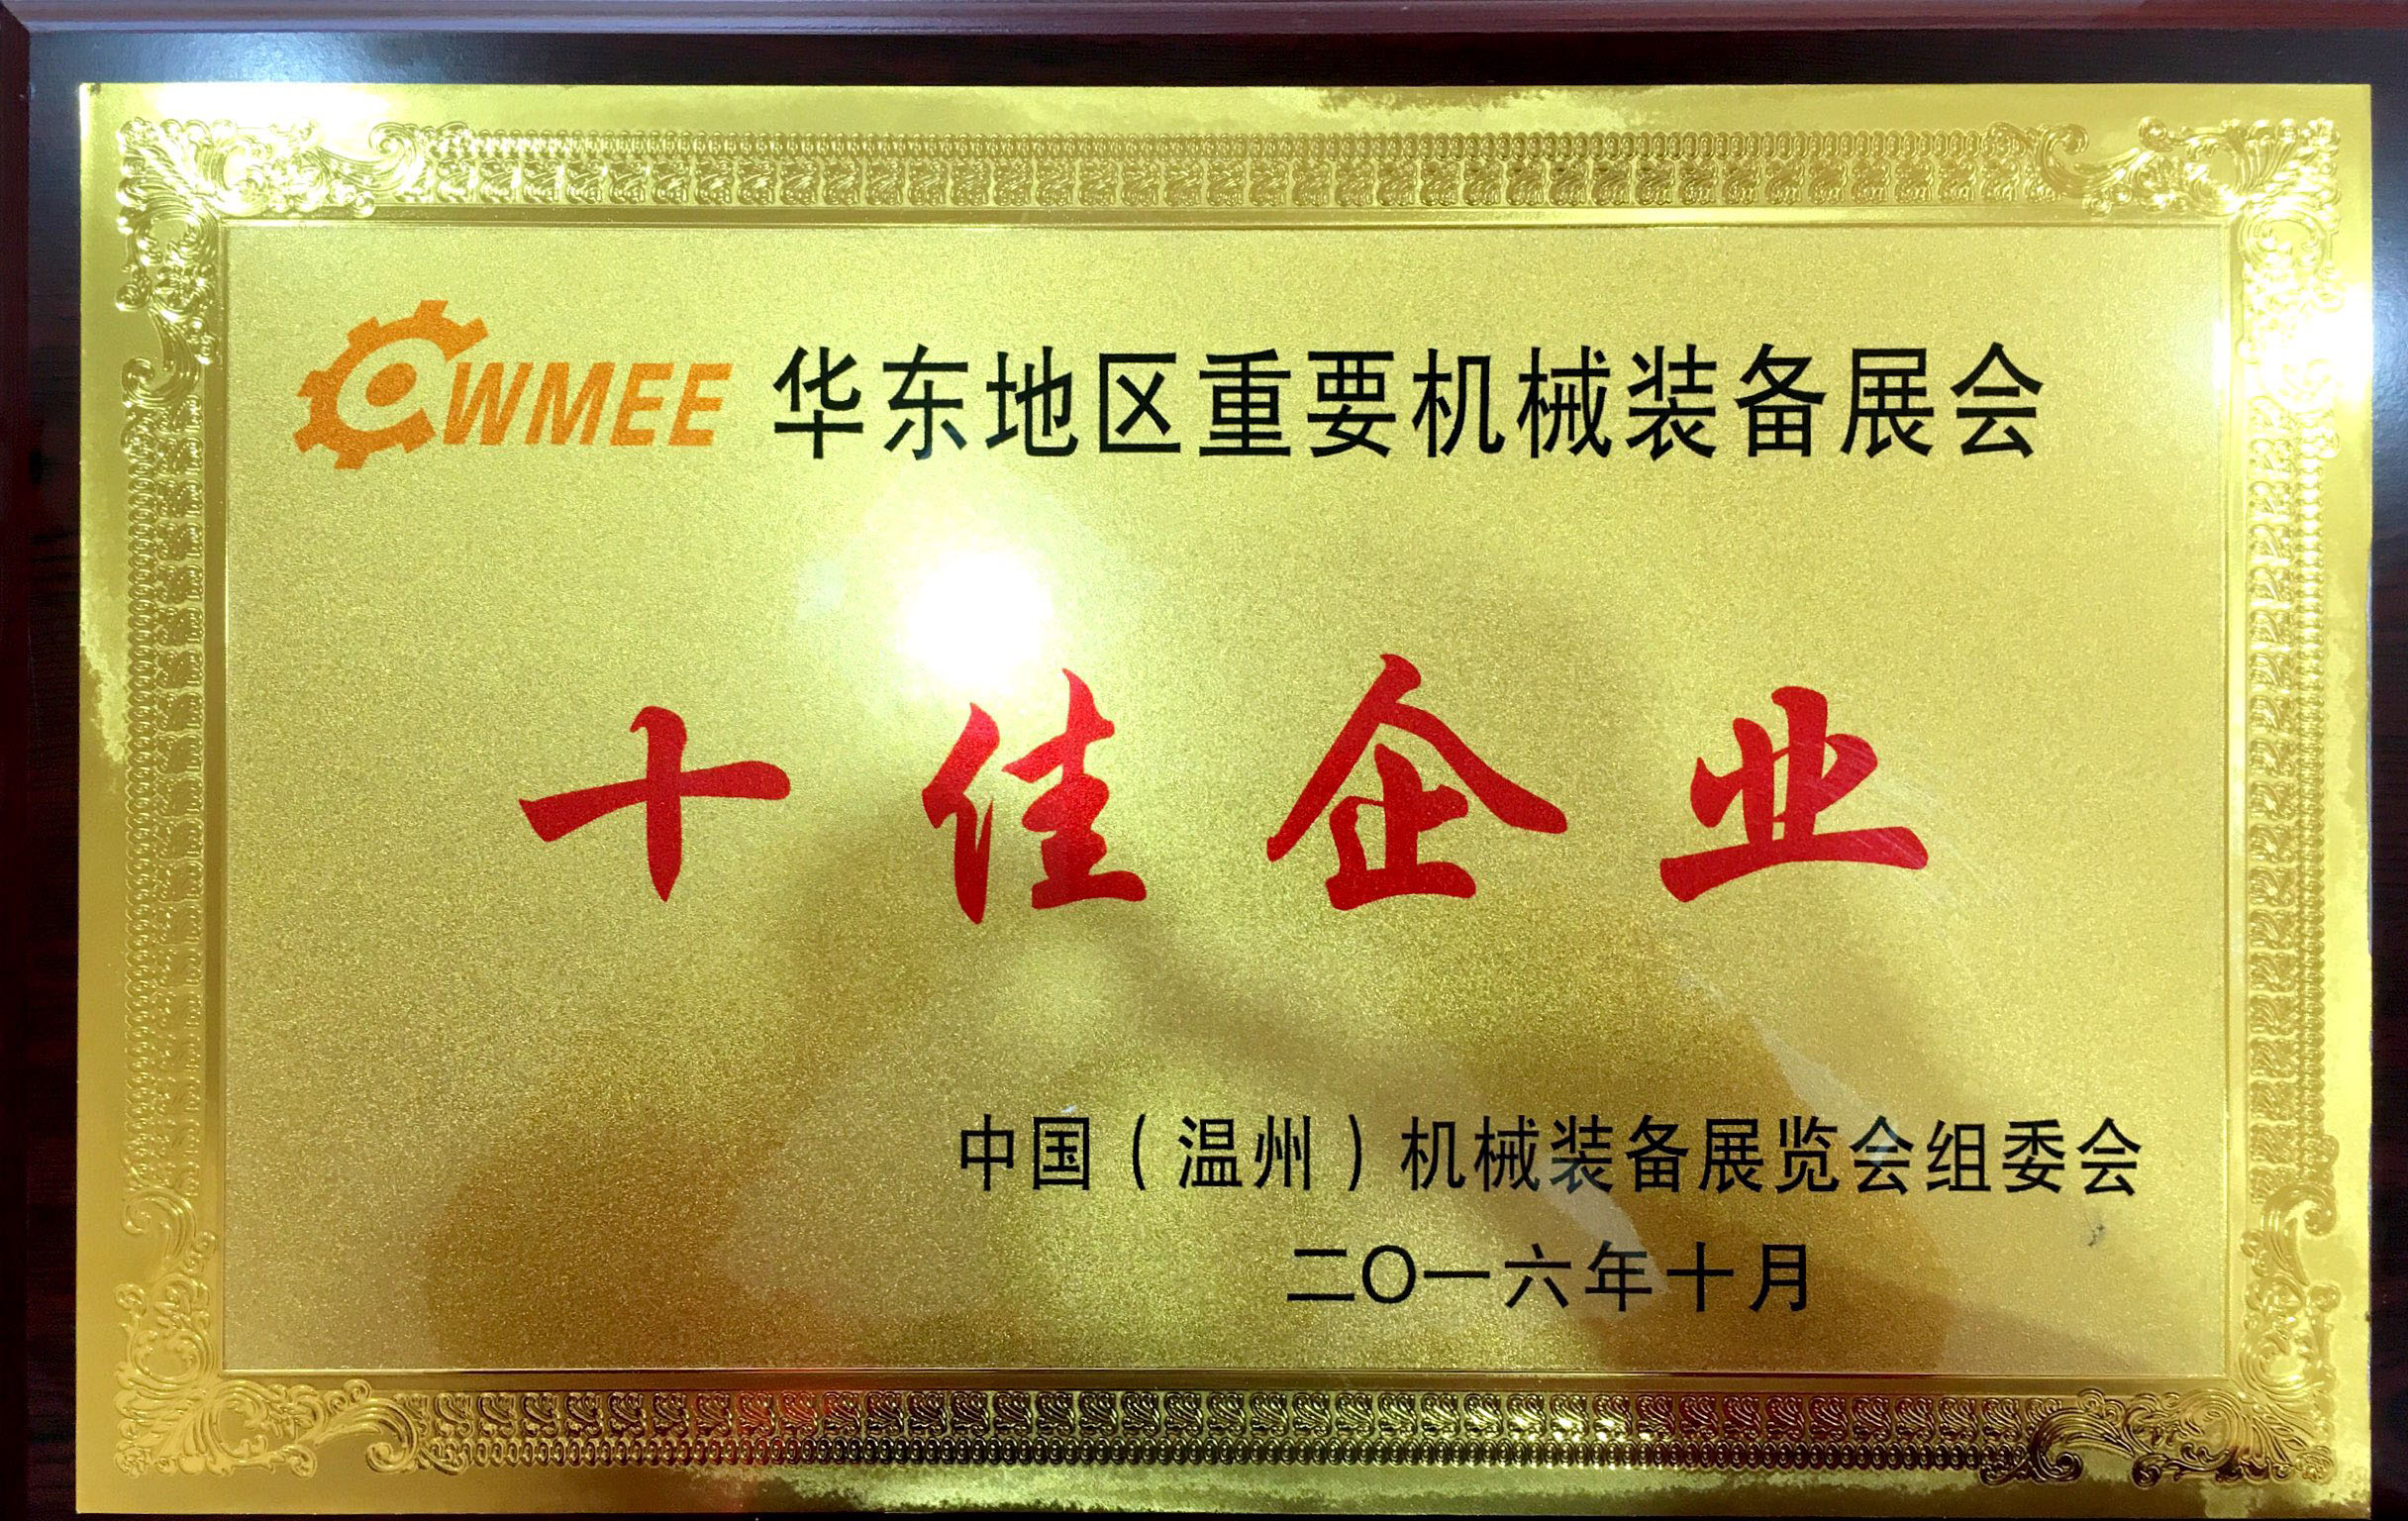 CWMEE 华东地区重要机械装备展会
十佳企业
中国（温州）机械装备展览会组委会
二〇一六年十月